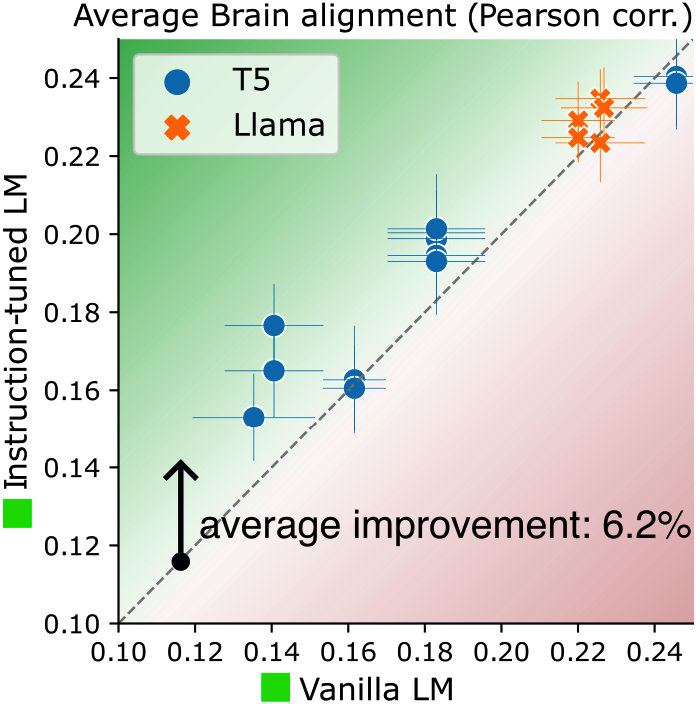 Average Brain alignment (Pearson corr.)
T5
Llama
Instruction-tuned LM
0.24
0.22
0.20
0.18
0.16
0.14
0.12
0.10
average improvement: 6.2%
0.10 0.12 0.14 0.16 0.18 0.20 0.22 0.24
Vanilla LM